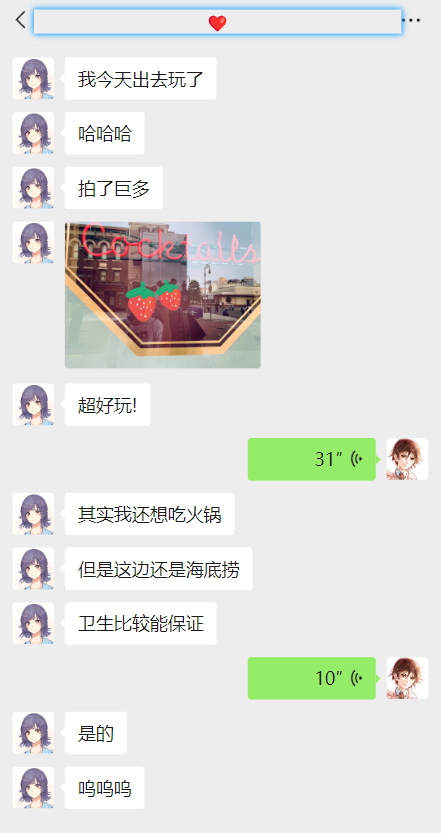 ❤️
我今天出去玩了
哈哈哈
拍了巨多
Cocktails
超好玩!
31"
其实我还想吃火锅
但是这边还是海底捞
卫生比较能保证
10"
是的
呜呜呜